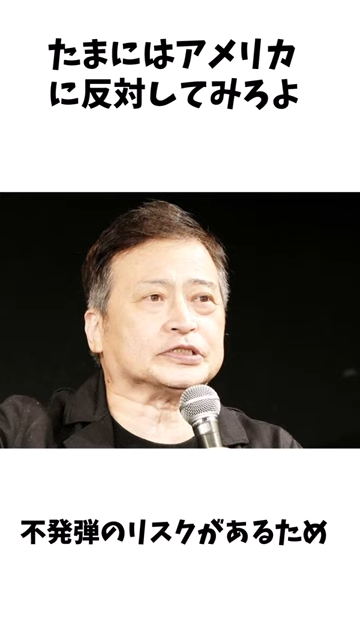 たまにはアメリカ
に反対してみろよ
不発弾のリスクがあるため